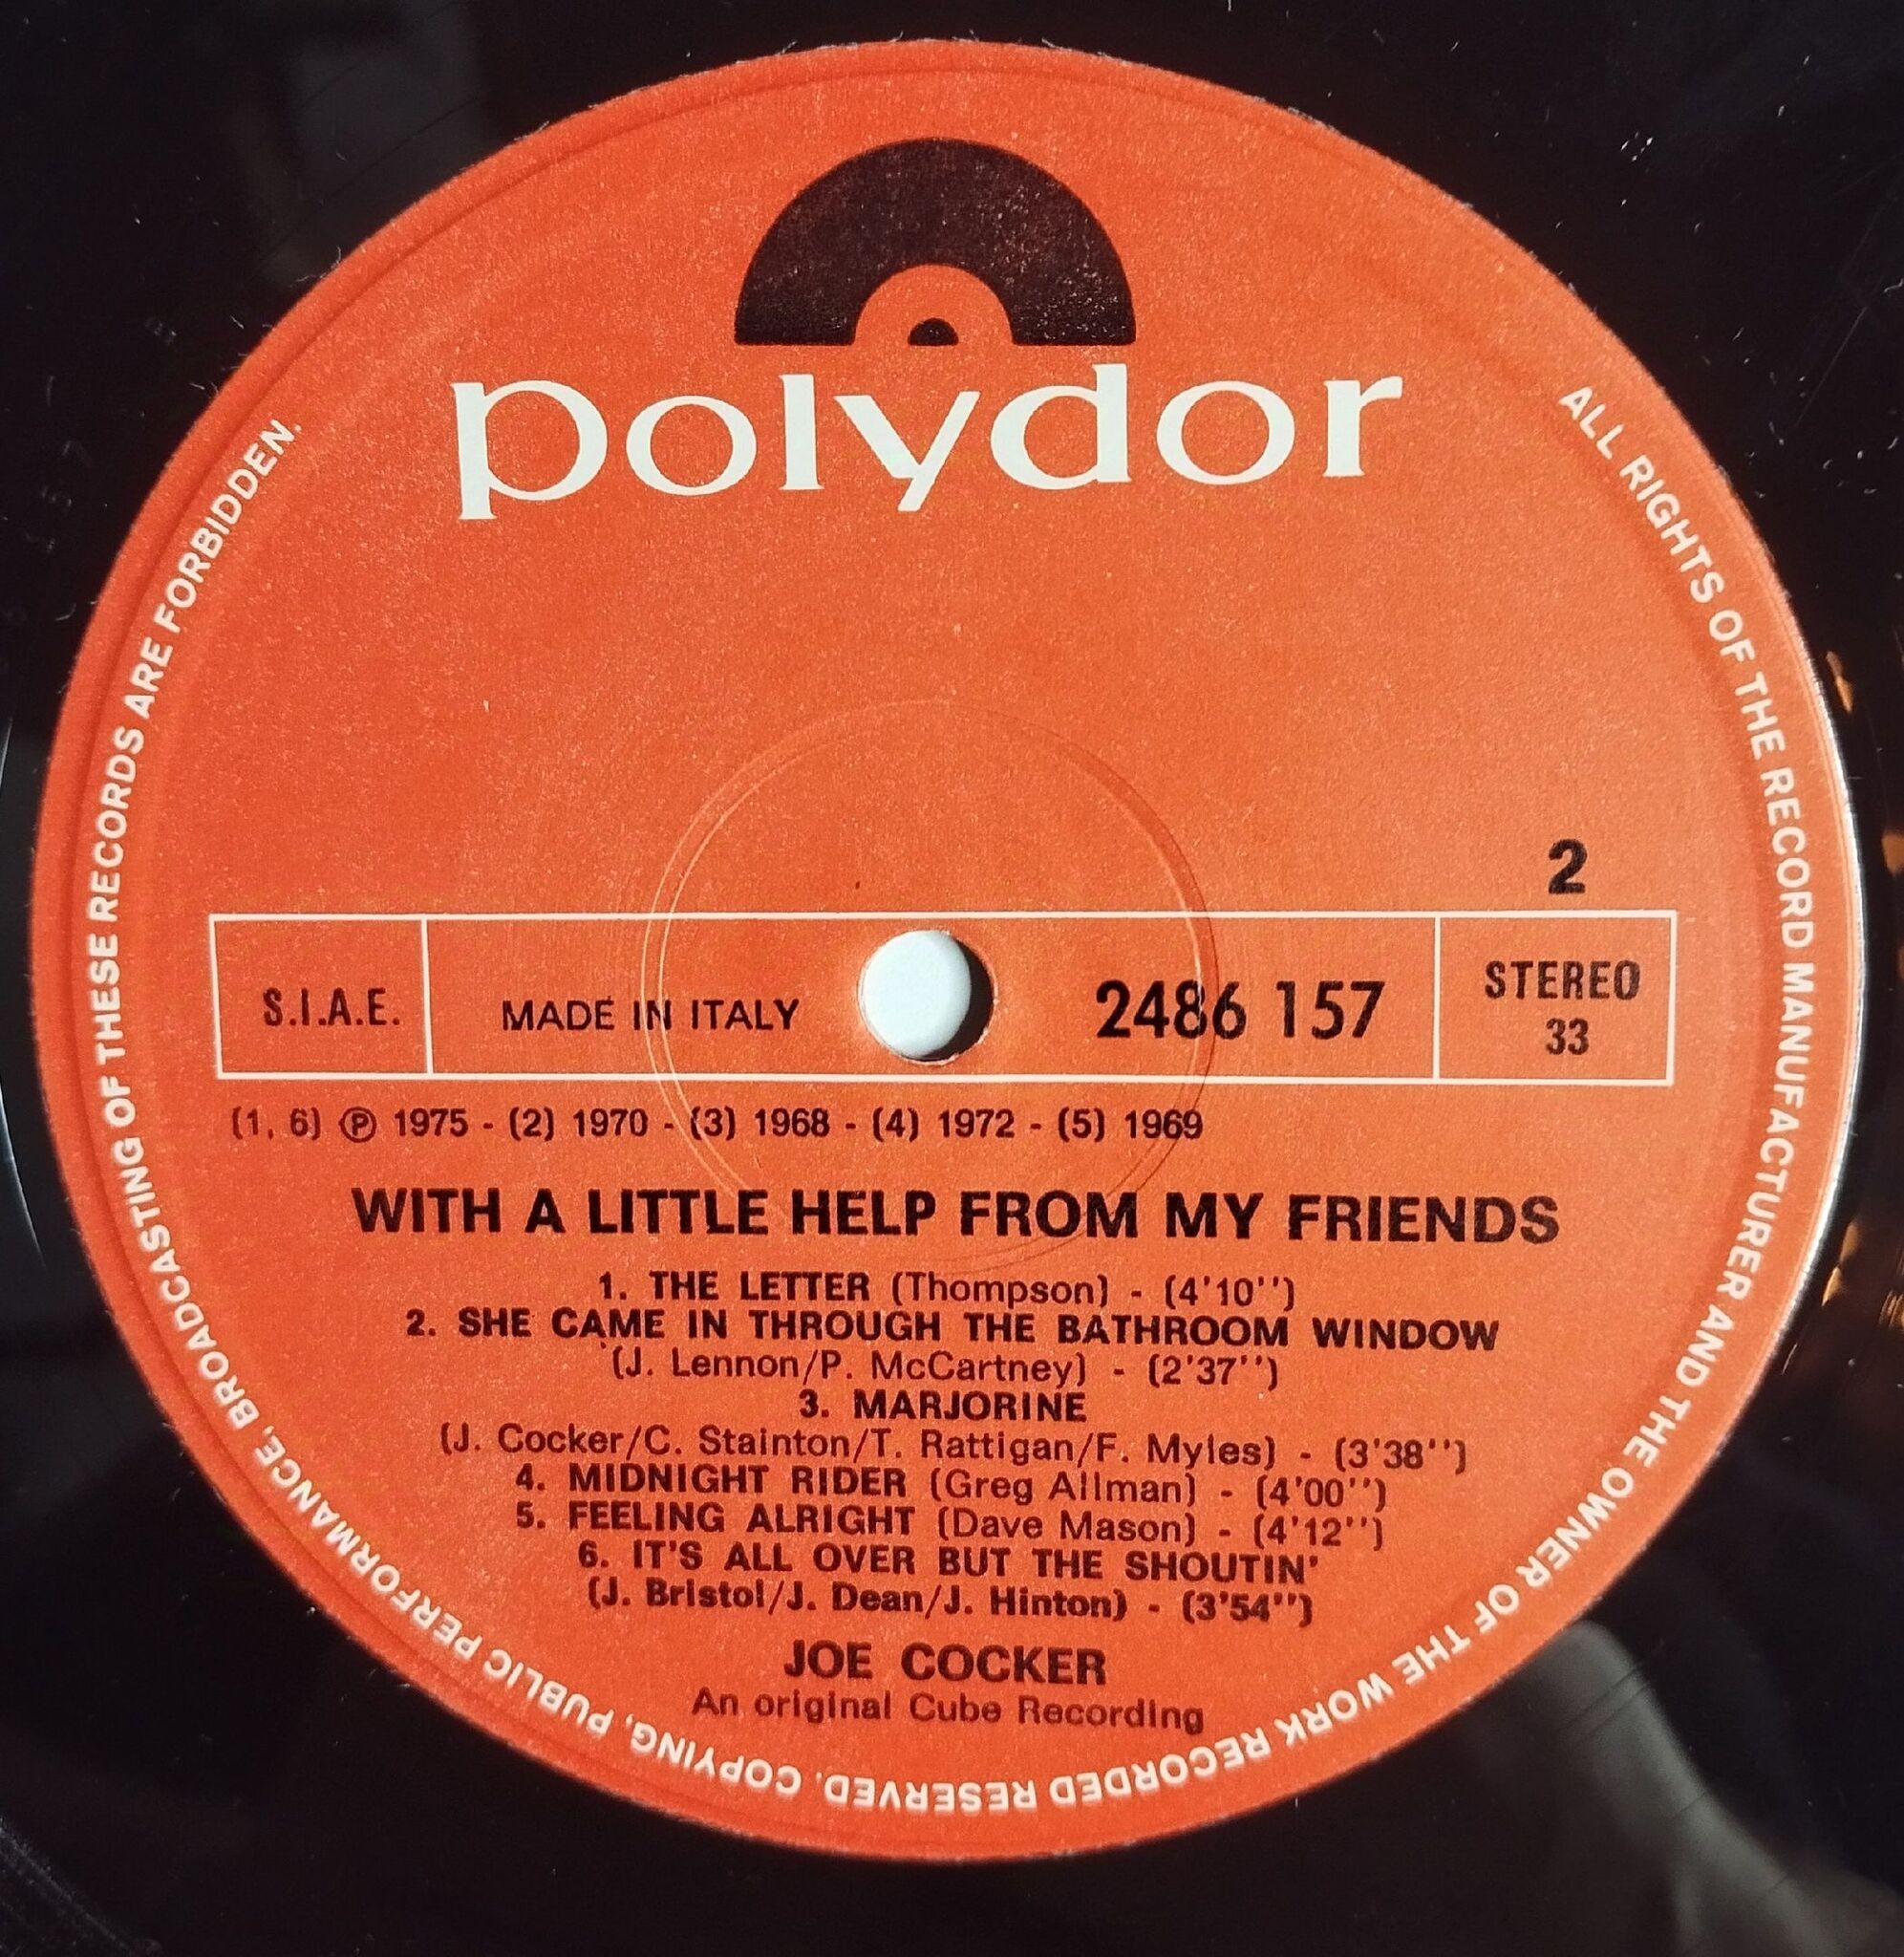 polydor
2
S.I.A.E.
MADE IN ITALY
2486 157
STEREO
33
(1, 6) ℗ 1975 - (2) 1970 - (3) 1968 - (4) 1972 - (5) 1969
WITH A LITTLE HELP FROM MY FRIENDS
1. THE LETTER (Thompson) - (4'10'')
2. SHE CAME IN THROUGH THE BATHROOM WINDOW
(J. Lennon/P. McCartney) - (2'37'')
3. MARJORINE
(J. Cocker/C. Stainton/T. Rattigan/F. Myles) - (3'38'')
4. MIDNIGHT RIDER (Greg Allman) - (4'00'')
5. FEELING ALRIGHT (Dave Mason) - (4'12'')
6. IT'S ALL OVER BUT THE SHOUTIN'
(J. Bristol/J. Dean/J. Hinton) - (3'54'')
JOE COCKER
An original Cube Recording
ALL RIGHTS OF THE RECORD MANUFACTURER AND THE OWNER OF THE WORK RECORDED RESERVED. COPYING, PUBLIC PERFORMANCE, BROADCASTING OF THESE RECORDS ARE FORBIDDEN.